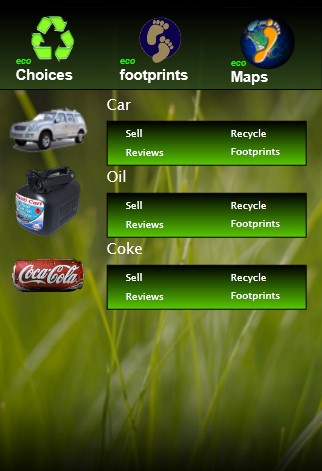 eco
Choices
eco
footprints
eco
Maps
Car
Sell Recycle
Reviews Footprints
Oil
Sell Recycle
Reviews Footprints
Coke
Coca-Cola
Sell Recycle
Reviews Footprints